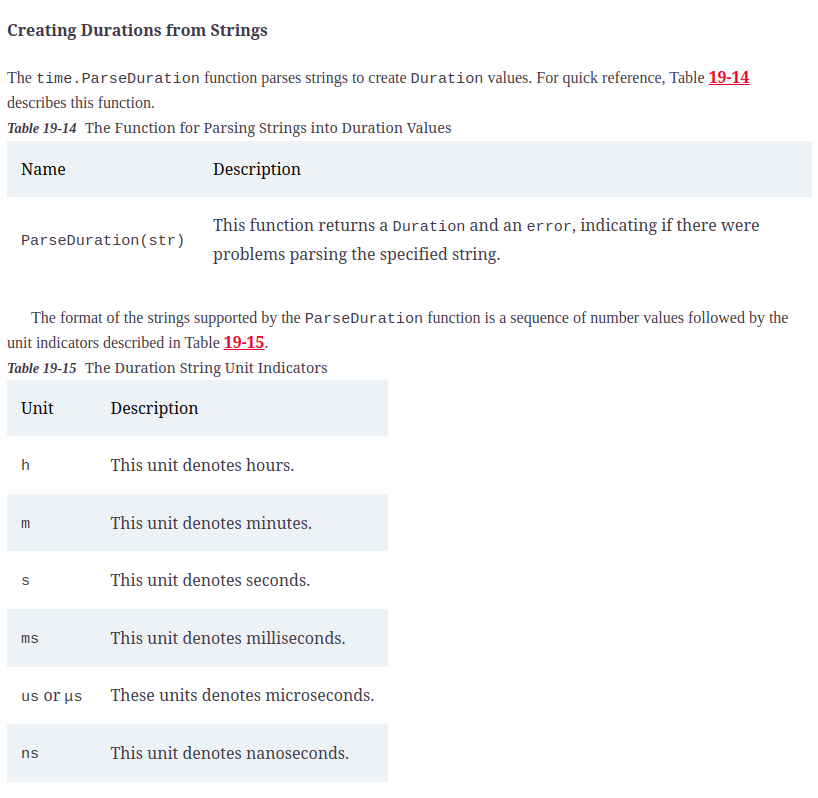 Creating Durations from Strings
The time.ParseDuration function parses strings to create Duration values. For quick reference, Table 19-14
describes this function.
Table 19-14 The Function for Parsing Strings into Duration Values
Name Description
ParseDuration(str) This function returns a Duration and an error, indicating if there were
problems parsing the specified string.
The format of the strings supported by the ParseDuration function is a sequence of number values followed by the
unit indicators described in Table 19-15.
Table 19-15 The Duration String Unit Indicators
Unit Description
h This unit denotes hours.
m This unit denotes minutes.
s This unit denotes seconds.
ms This unit denotes milliseconds.
us or μs These units denotes microseconds.
ns This unit denotes nanoseconds.